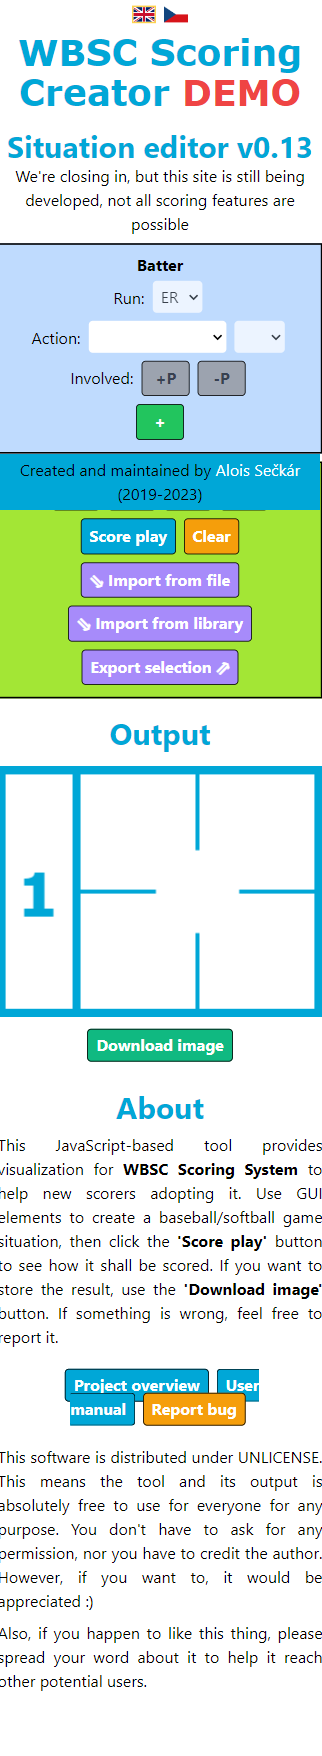 WBSC Scoring
Creator DEMO
Situation editor v0.13
We're closing in, but this site is still being
developed, not all scoring features are
possible
Batter
Run: ER
Action:
Involved: +P -P
+
Created and maintained by Alois Sečkár
(2019-2023)
Score play Clear
⇘ Import from file
⇘ Import from library
Export selection ⇗
Output
1
Download image
About
This JavaScript-based tool provides
visualization for WBSC Scoring System to
help new scorers adopting it. Use GUI
elements to create a baseball/softball game
situation, then click the 'Score play' button
to see how it shall be scored. If you want to
store the result, use the 'Download image'
button. If something is wrong, feel free to
report it.
Project overview User
manual Report bug
This software is distributed under UNLICENSE.
This means the tool and its output is
absolutely free to use for everyone for any
purpose. You don't have to ask for any
permission, nor you have to credit the author.
However, if you want to, it would be
appreciated :)
Also, if you happen to like this thing, please
spread your word about it to help it reach
other potential users.